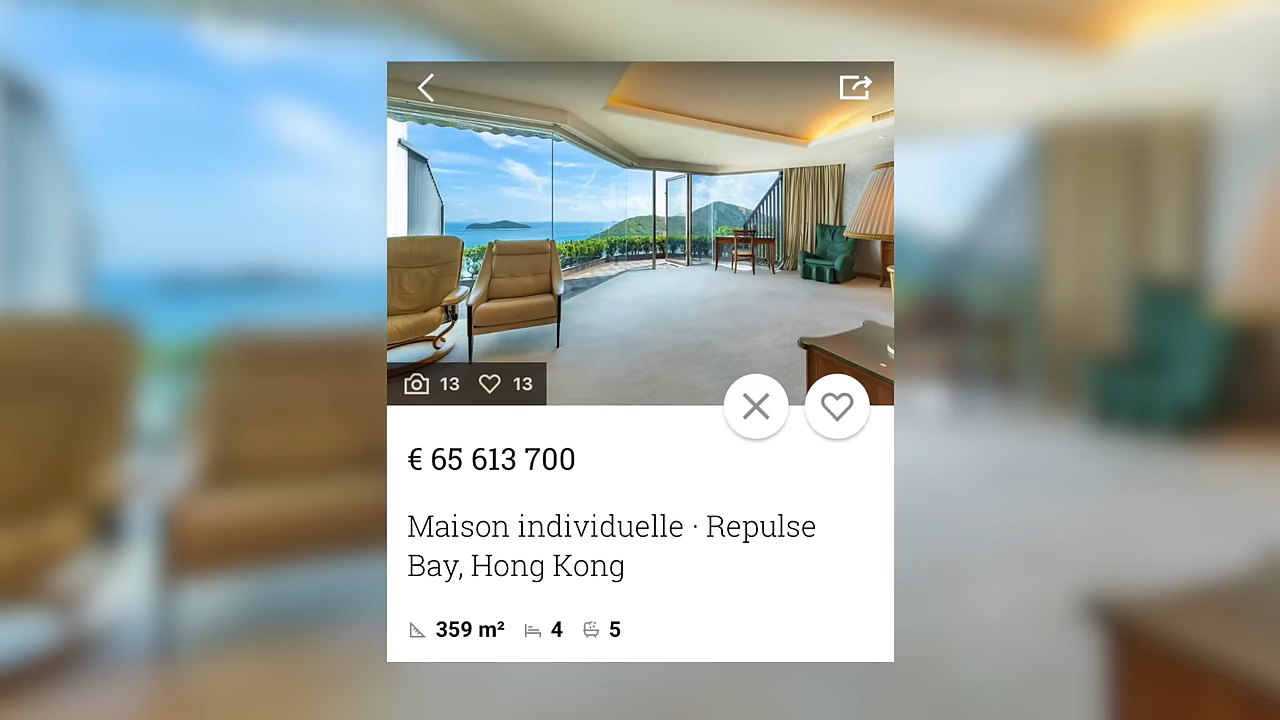 13 13
€ 65 613 700
Maison individuelle · Repulse
Bay, Hong Kong
359 m² 4 5